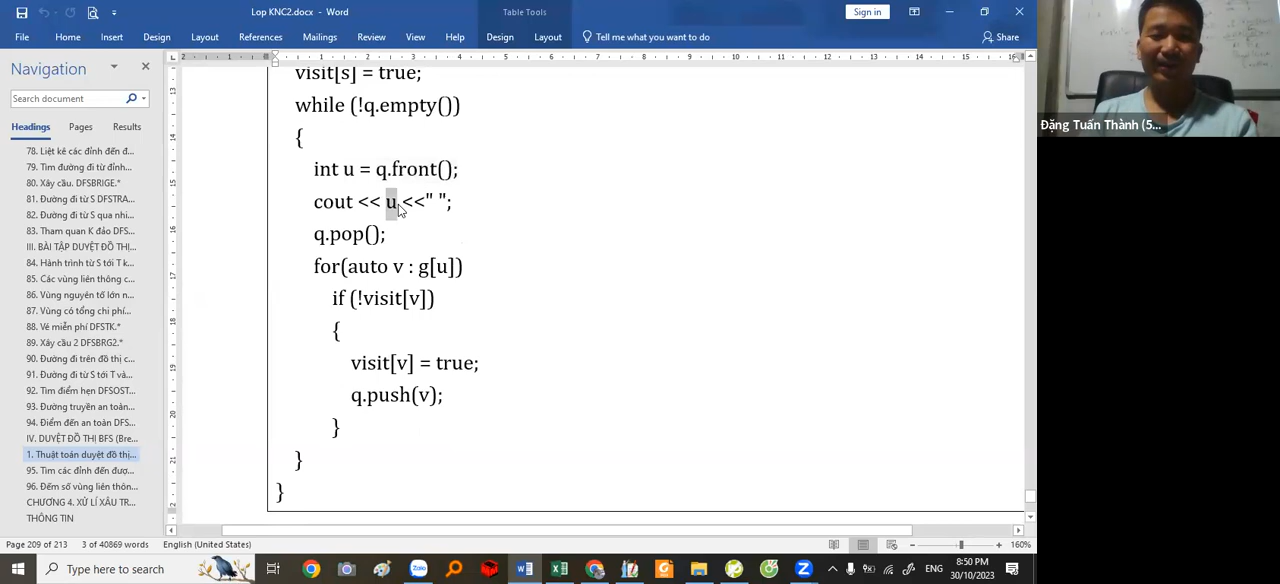 Lop KNC2.docx - Word
Table Tools
Sign in
File
Home
Insert
Design
Layout
References
Mailings
Review
View
Help
Design
Layout
Tell me what you want to do
Share
Navigation
Search document
Headings
Pages
Results
78. Liệt kê các đỉnh đến đ...
79. Tìm đường đi từ đỉnh...
80. Xây cầu. DFSBRIGE.*
81. Đường đi từ S DFSTRA...
82. Đường đi từ S qua nhi...
83. Tham quan K đảo DFS...
III. BÀI TẬP DUYỆT ĐỒ TH...
84. Hành trình từ S tới T k...
85. Các vùng liên thông c...
86. Vùng nguyên tố lớn n...
87. Vùng có tổng chi phí...
88. Vé miễn phí DFSTK.*
89. Xây cầu 2 DFSBRG2.*
90. Đường đi trên đồ thị c...
91. Đường đi từ S tới T và...
92. Tìm điểm hẹn DFSOST...
93. Đường truyền an toàn...
94. Điểm đến an toàn DFS...
IV. DUYỆT ĐỒ THỊ BFS (Bre...
1. Thuật toán duyệt đồ thị...
95. Tìm các đỉnh đến đượ...
96. Đếm số vùng liên thôn...
CHƯƠNG 4. XỬ LÍ XÂU TR...
THÔNG TIN
visit[s] = true;
while (!q.empty())
{
int u = q.front();
cout << u <<" ";
q.pop();
for(auto v : g[u])
if (!visit[v])
{
visit[v] = true;
q.push(v);
}
}
}
Đặng Tuấn Thành (5...
Page 209 of 213
3 of 40869 words
English (United States)
160%
Type here to search
Zalo
ENG
8:50 PM
30/10/2023